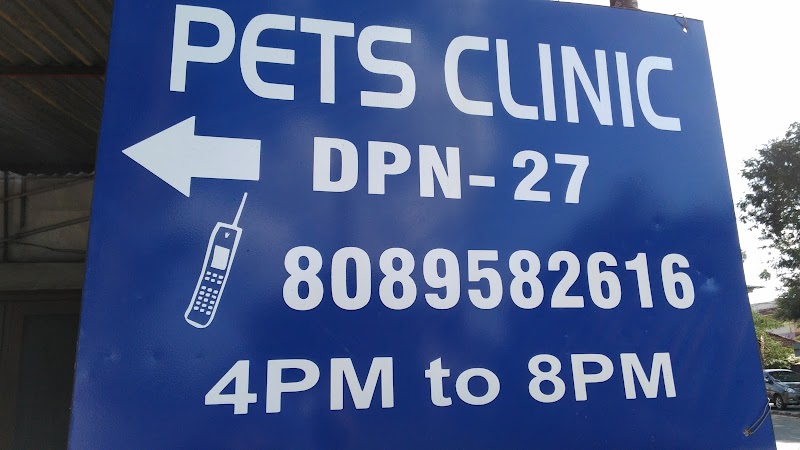 PETS CLINIC
DPN-27
8089582616
4PM to 8PM